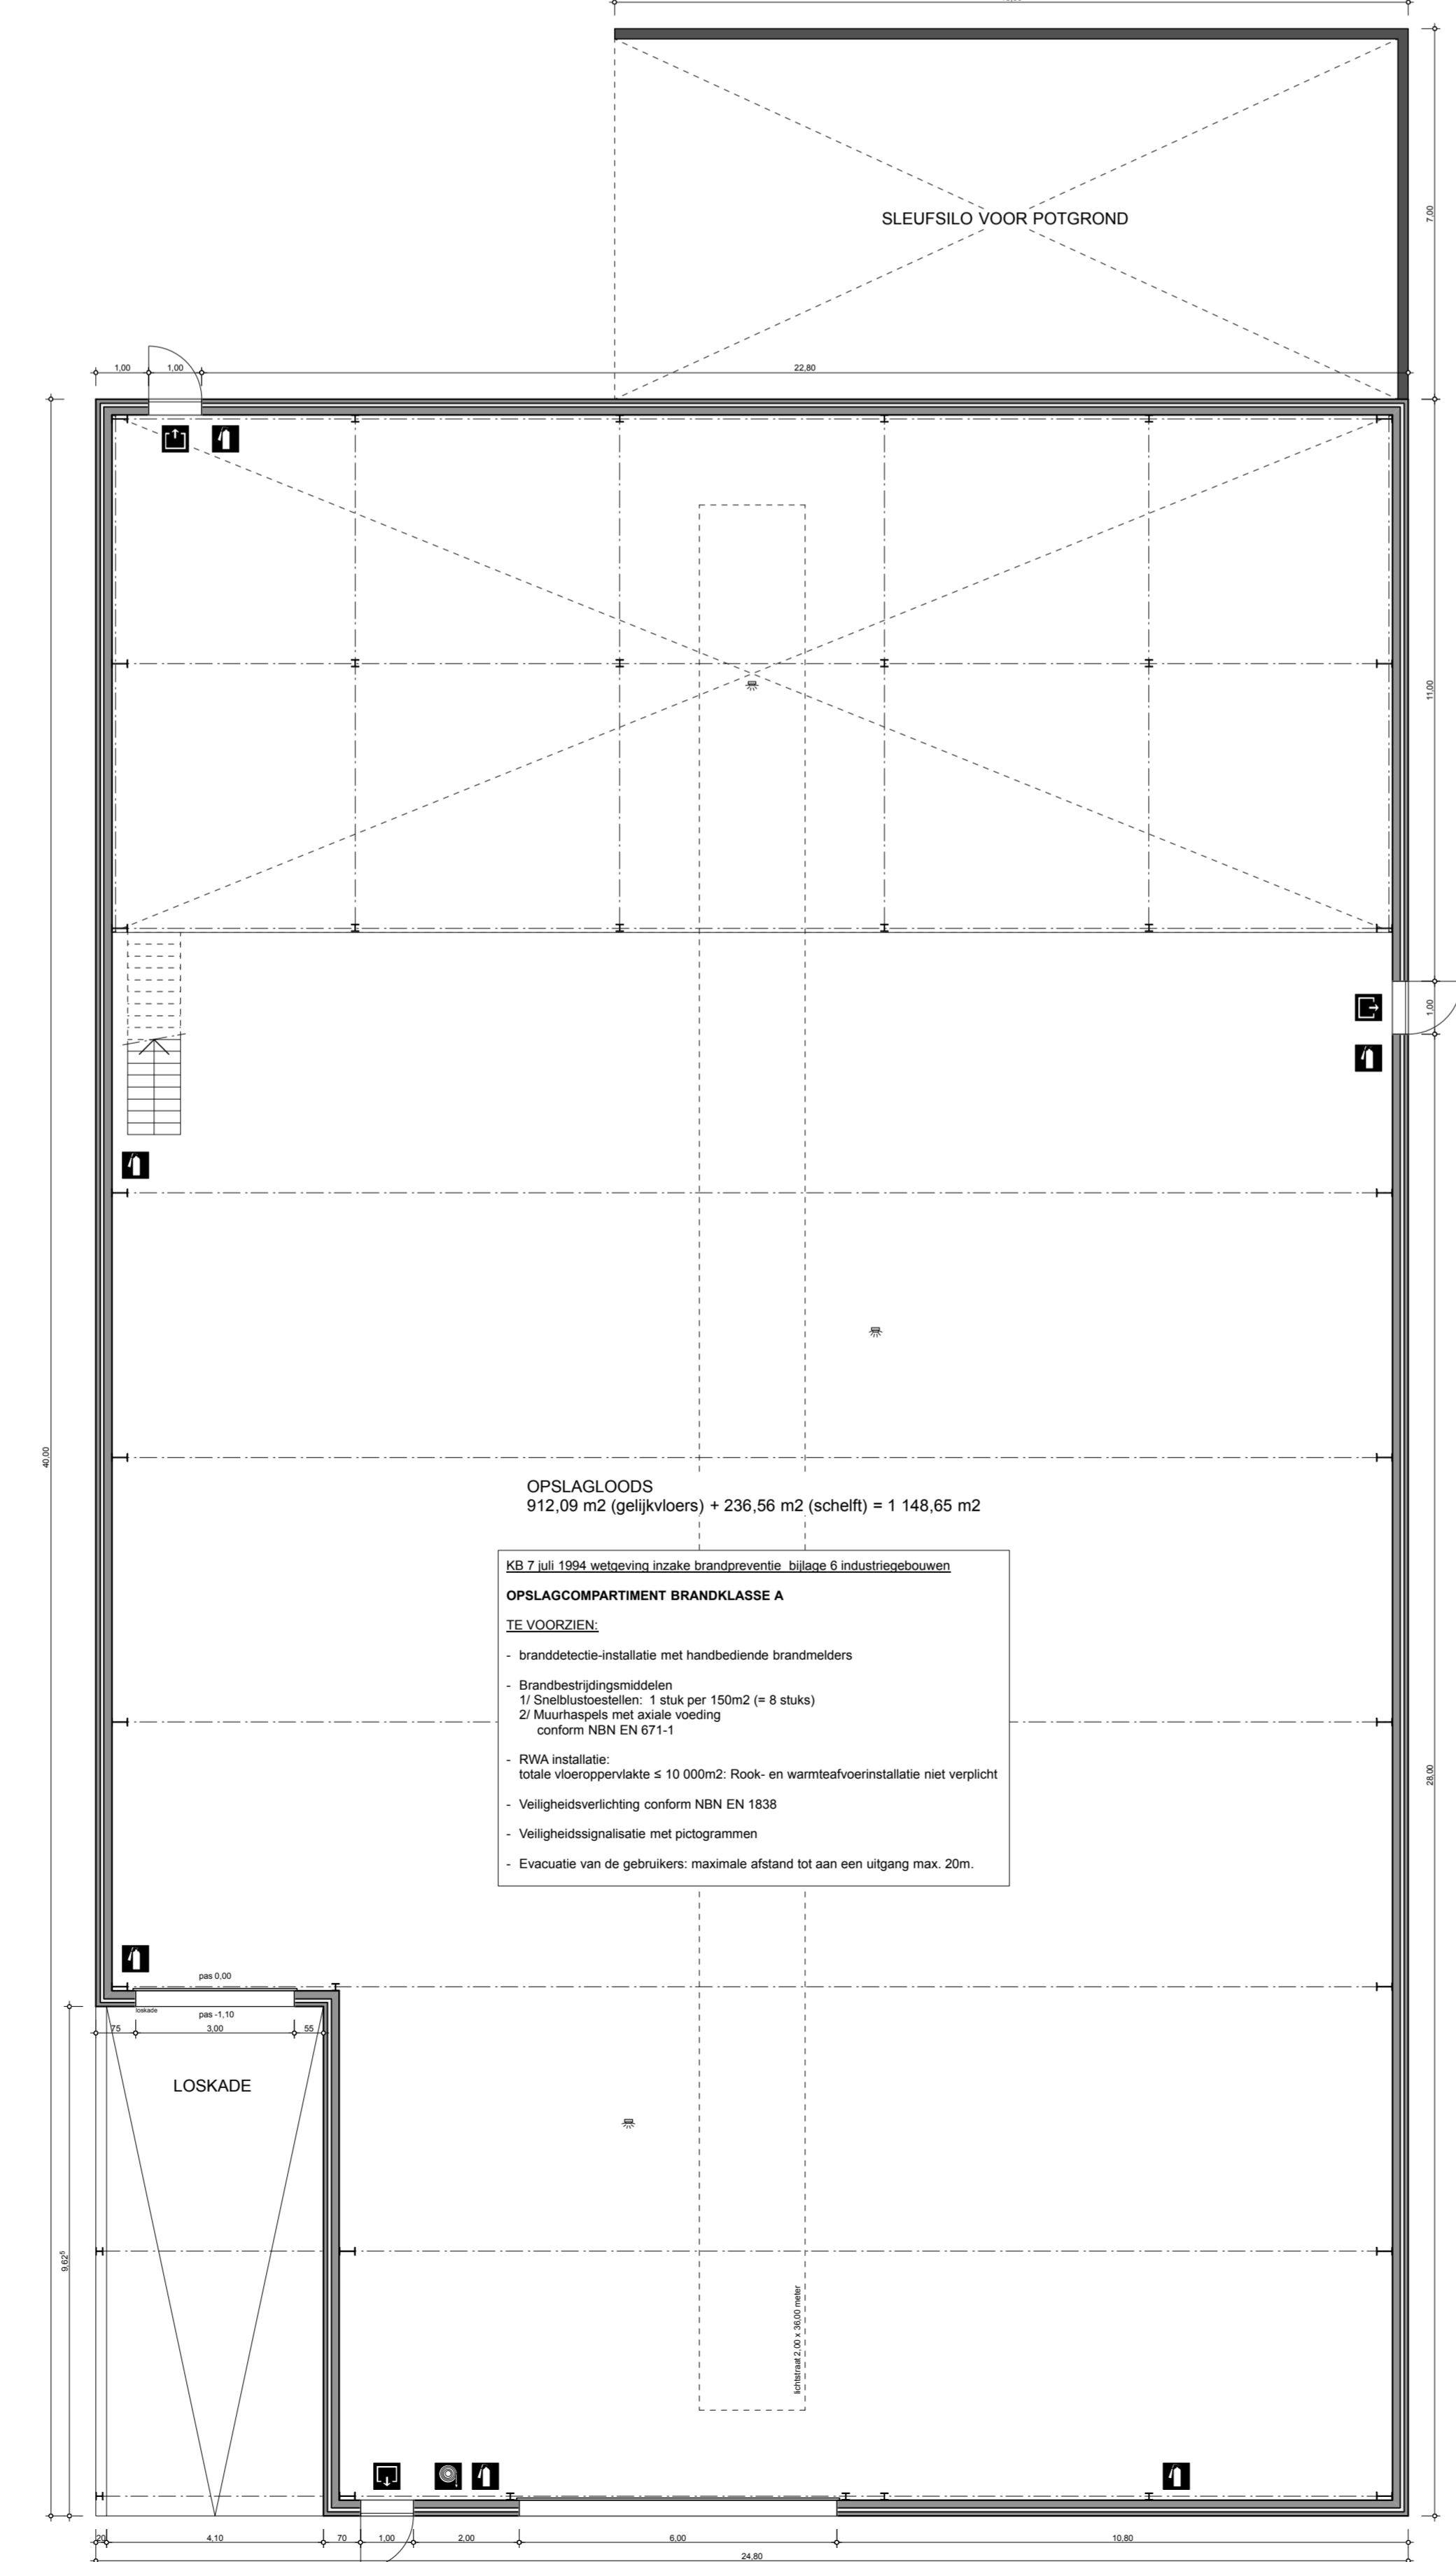 SLEUFSILO VOOR POTGROND
7,00
1,00
1,00
22,80
11,00
1,00
40,00
OPSLAGLOODS
912,09 m2 (gelijkvloers) + 236,56 m2 (schelft) = 1 148,65 m2
KB 7 juli 1994 wetgeving inzake brandpreventie bijlage 6 industriegebouwen
OPSLAGCOMPARTIMENT BRANDKLASSE A
TE VOORZIEN:
- branddetectie-installatie met handbediende brandmelders
- Brandbestrijdingsmiddelen
1/ Snelblustoestellen: 1 stuk per 150m2 (= 8 stuks)
2/ Muurhaspels met axiale voeding
conform NBN EN 671-1
- RWA installatie:
totale vloeroppervlakte ≤ 10 000m2: Rook- en warmteafvoerinstallatie niet verplicht
- Veiligheidsverlichting conform NBN EN 1838
- Veiligheidssignalisatie met pictogrammen
- Evacuatie van de gebruikers: maximale afstand tot aan een uitgang max. 20m.
28,00
pas 0,00
loskade
pas -1,10
75
3,00
55
LOSKADE
9,62⁵
lichtstraat 2,00 x 36,00 meter
20
4,10
70
1,00
2,00
6,00
10,80
24,80